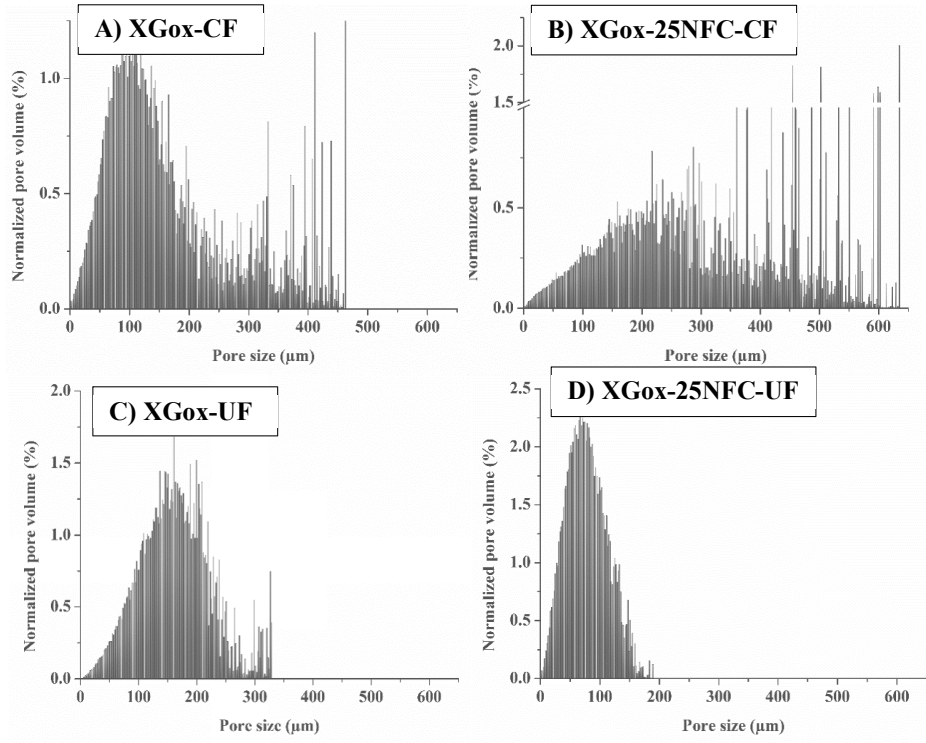 A) XGox-CF
Normalized pore volume (%)
1.0
0.5
0.0
0 100 200 300 400 500 600
Pore size (µm)
B) XGox-25NFC-CF
Normalized pore volume (%)
2.0
1.5
0.5
0.0
0 100 200 300 400 500 600
Pore size (µm)
C) XGox-UF
Normalized pore volume (%)
2.0
1.5
1.0
0.5
0.0
0 100 200 300 400 500 600
Pore size (µm)
D) XGox-25NFC-UF
Normalized pore volume (%)
2.5
2.0
1.5
1.0
0.5
0.0
0 100 200 300 400 500 600
Pore size (µm)